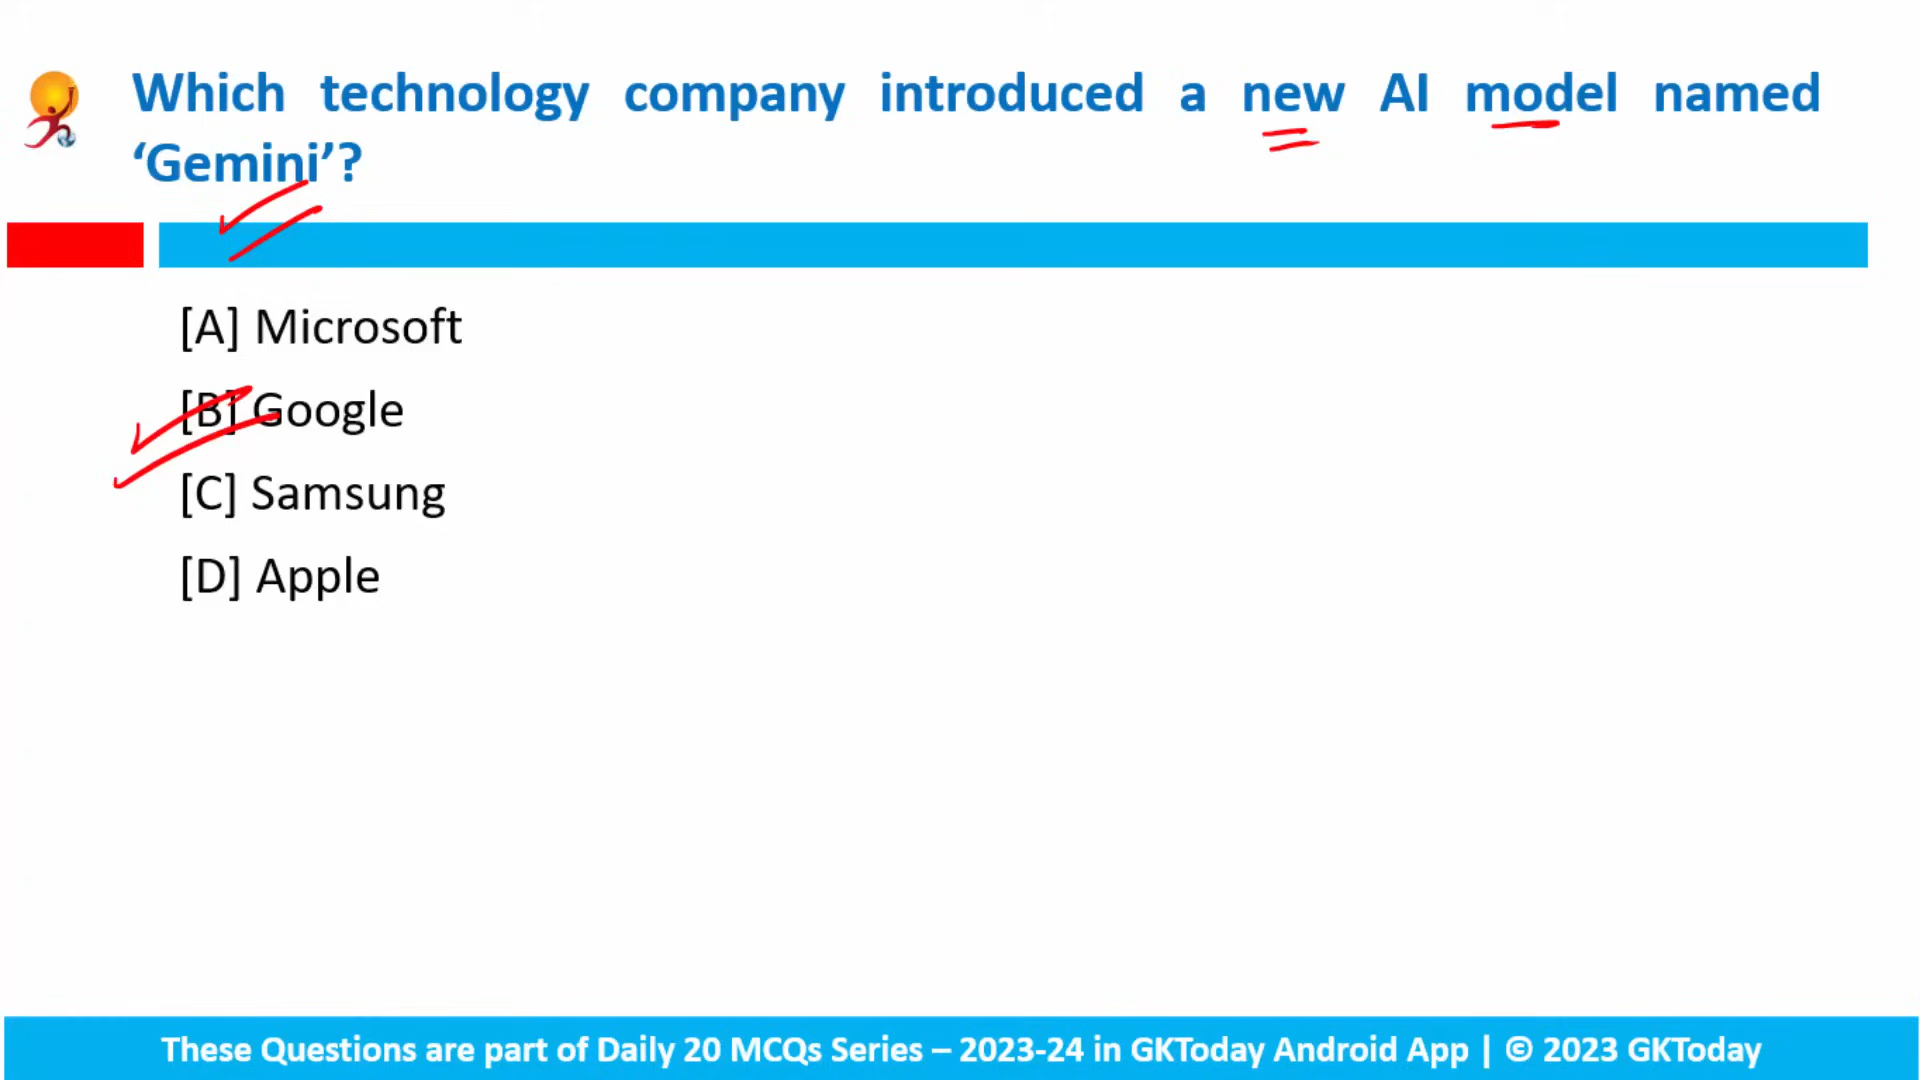 Which technology company introduced a new AI model named
‘Gemini’?
[A] Microsoft
[B] Google
[C] Samsung
[D] Apple
These Questions are part of Daily 20 MCQs Series – 2023-24 in GKToday Android App | © 2023 GKToday